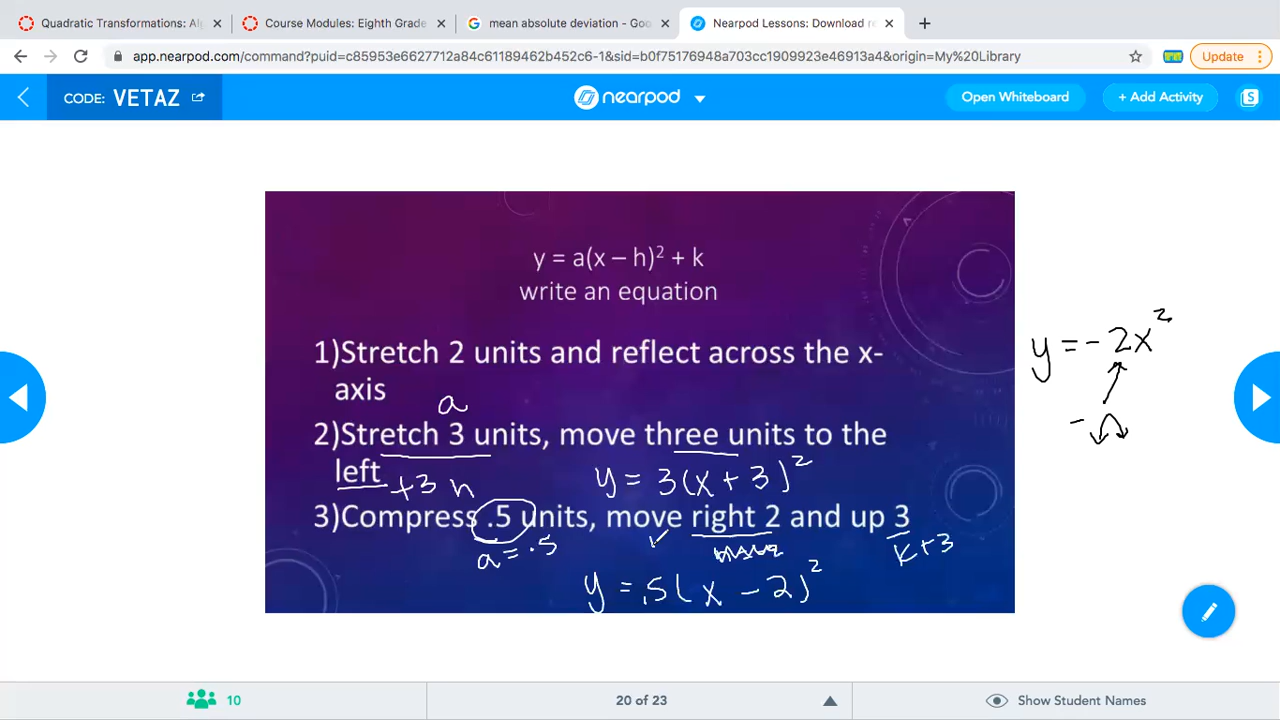 Quadratic Transformations: Al
Course Modules: Eighth Grade
mean absolute deviation - Goo
Nearpod Lessons: Download re
app.nearpod.com/command?puid=c85953e6627712a84c61189462b452c6-1&sid=b0f75176948a703cc1909923e46913a4&origin=My%20Library
Update
CODE: VETAZ
nearpod
Open Whiteboard
+ Add Activity
S
y = a(x – h)² + k
write an equation
1)Stretch 2 units and reflect across the x-
axis
y = -2x²
-
a
2)Stretch 3 units, move three units to the
left
+3 h
y = 3(x + 3)²
3)Compress .5 units, move right 2 and up 3
a = .5
k+3
y = .5(x - 2)²
10
20 of 23
Show Student Names